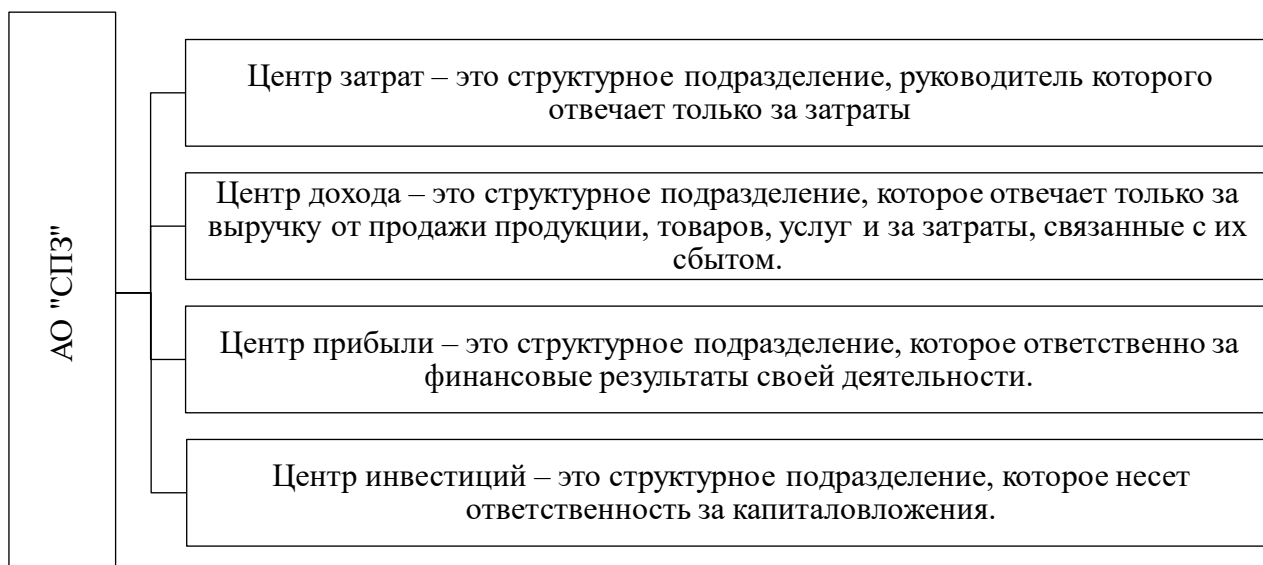 АО "СПЗ"
Центр затрат – это структурное подразделение, руководитель которого
отвечает только за затраты
Центр дохода – это структурное подразделение, которое отвечает только за
выручку от продажи продукции, товаров, услуг и за затраты, связанные с их
сбытом.
Центр прибыли – это структурное подразделение, которое ответственно за
финансовые результаты своей деятельности.
Центр инвестиций – это структурное подразделение, которое несет
ответственность за капиталовложения.